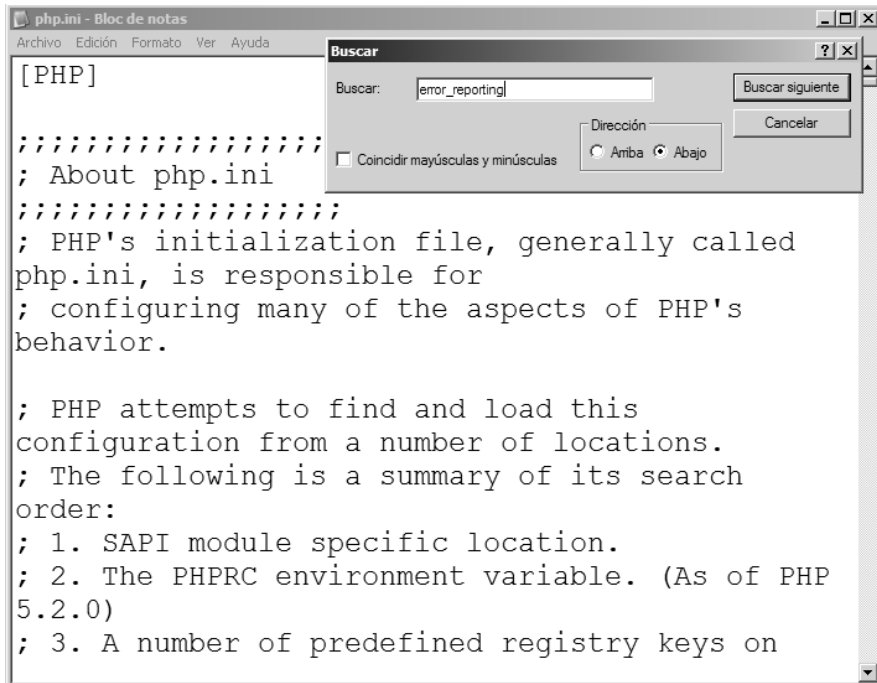 php.ini - Bloc de notas
Archivo Edición Formato Ver Ayuda
Buscar
Buscar:
error_reporting
Buscar siguiente
Cancelar
Dirección
Arriba
Abajo
Coincidir mayúsculas y minúsculas
[PHP]
;;;;;;;;;;;;;;;;;;
; About php.ini
;;;;;;;;;;;;;;;;;;;
; PHP's initialization file, generally called
php.ini, is responsible for
; configuring many of the aspects of PHP's
behavior.
; PHP attempts to find and load this
configuration from a number of locations.
; The following is a summary of its search
order:
; 1. SAPI module specific location.
; 2. The PHPRC environment variable. (As of PHP
5.2.0)
; 3. A number of predefined registry keys on